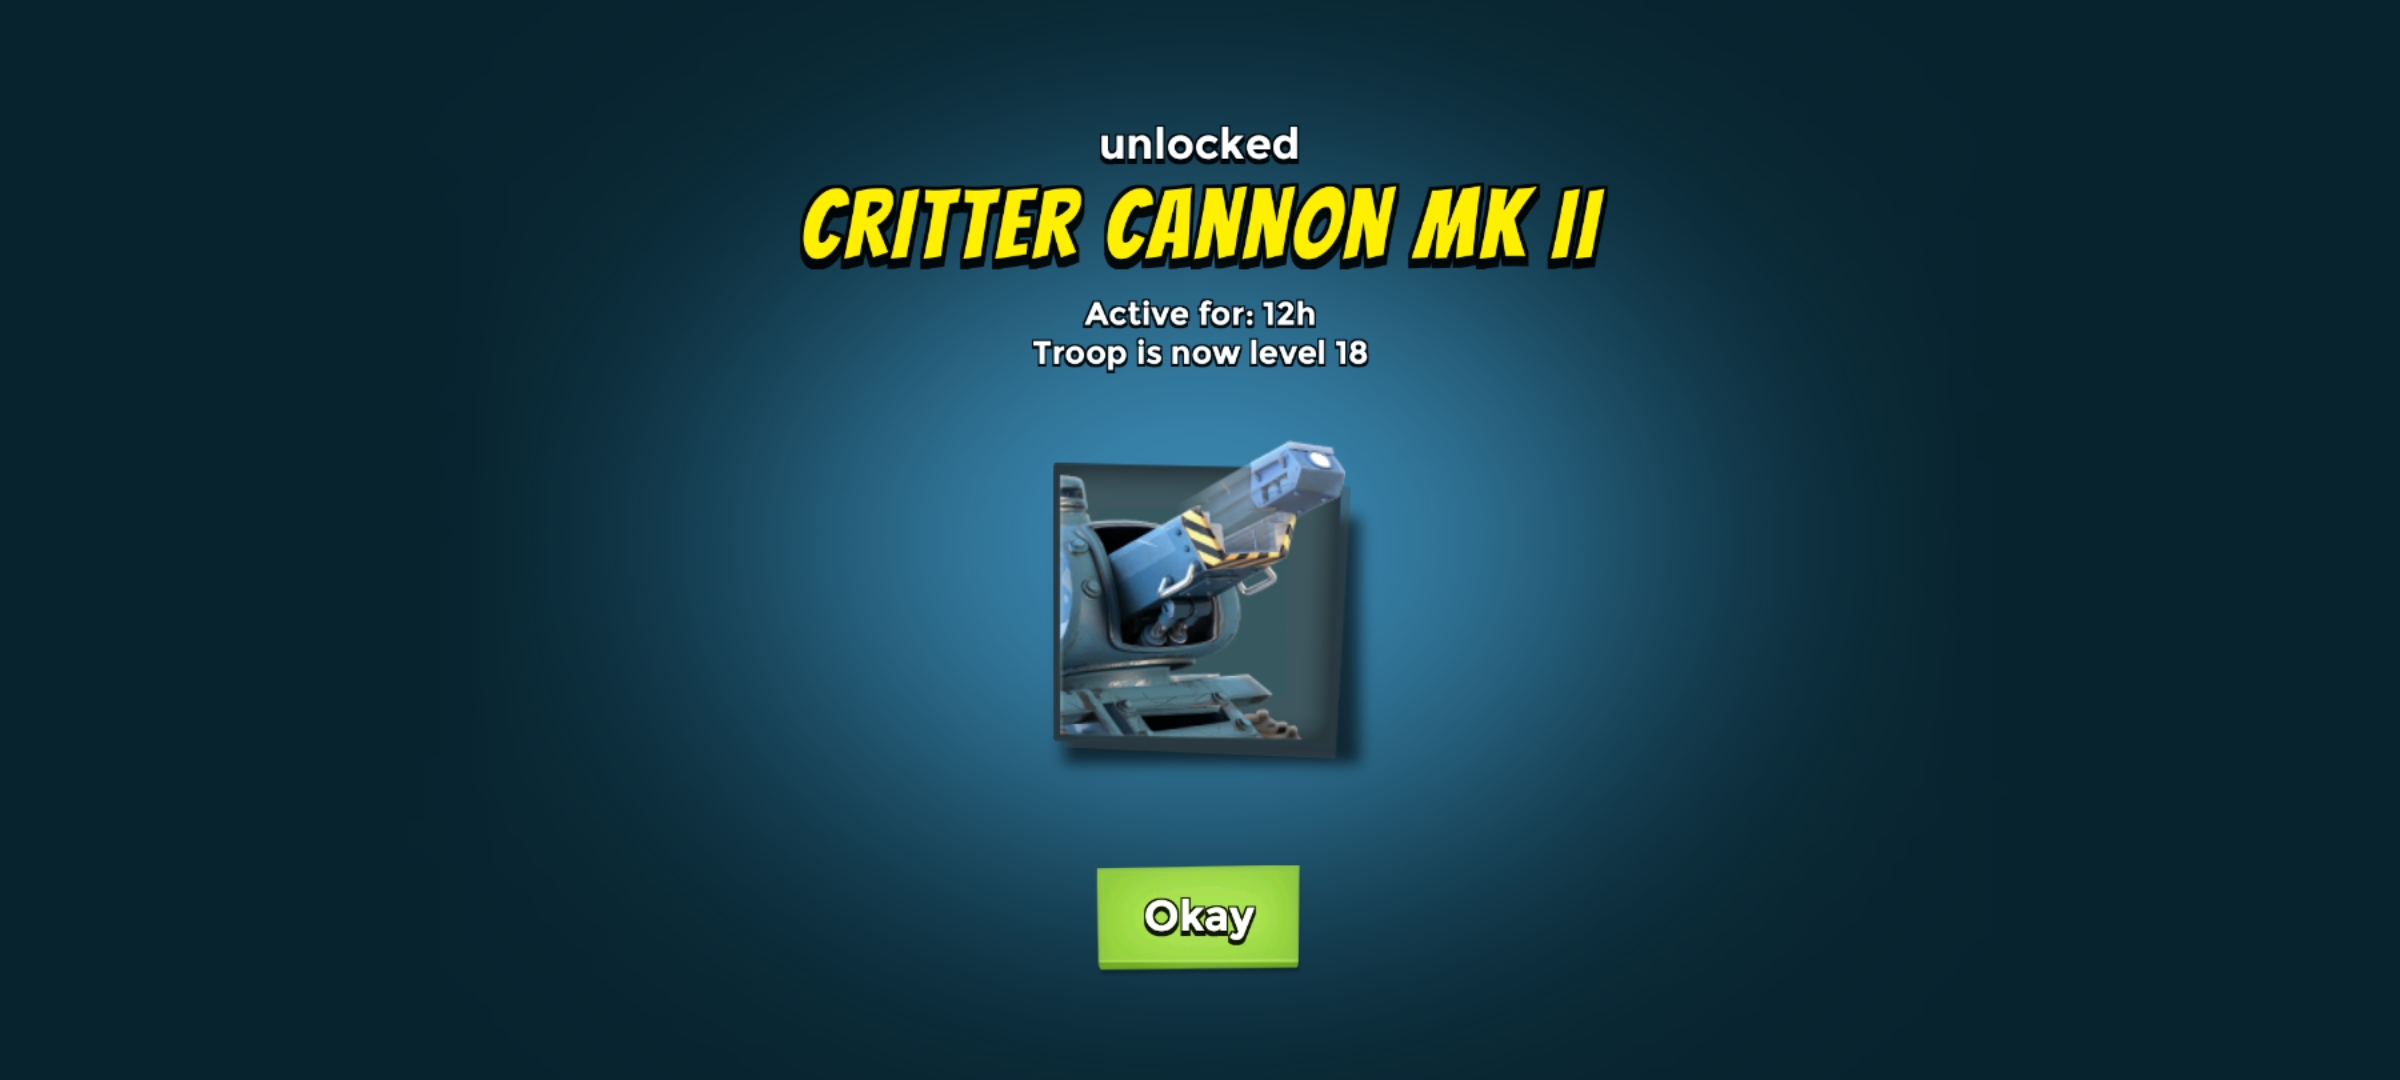 unlocked
CRITTER CANNON MK II
Active for: 12h
Troop is now level 18
Okay